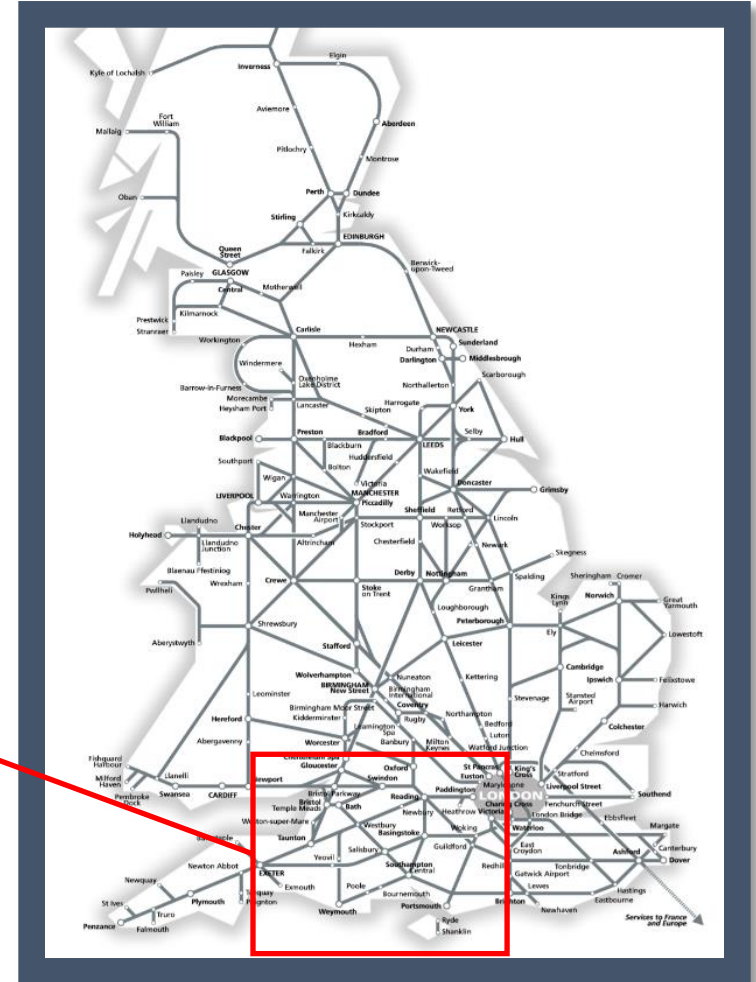 Elgin
Inverness
Kyle of Lochalsh
Aviemore
Fort
William
Mallaig
Aberdeen
Pitlochry
Montrose
Perth
Dundee
Oban
Stirling
Kirkcaldy
EDINBURGH
Queen
Street
Falkirk
Berwick-
upon-Tweed
Paisley
GLASGOW
Central
Motherwell
Prestwick
Kilmarnock
Stranraer
Carlisle
NEWCASTLE
Workington
Hexham
Sunderland
Durham
Darlington
Middlesbrough
Windermere
Scarborough
Oxenholme
Lake District
Barrow-in-Furness
Northallerton
Morecambe
Heysham Port
Lancaster
Harrogate
Skipton
York
Blackpool
Preston
Bradford
Selby
Hull
Blackburn
LEEDS
Huddersfield
Southport
Bolton
Wakefield
Wigan
Victoria
Doncaster
LIVERPOOL
Warrington
MANCHESTER
Piccadilly
Grimsby
Manchester
Airport
Sheffield
Retford
Llandudno
Stockport
Worksop
Lincoln
Holyhead
Chester
Llandudno
Junction
Altrincham
Chesterfield
Newark
Skegness
Blaenau Ffestiniog
Derby
Nottingham
Spalding
Sheringham
Cromer
Pwllheli
Wrexham
Crewe
Stoke
on Trent
Grantham
Kings
Lynn
Norwich
Great
Yarmouth
Loughborough
Aberystwyth
Shrewsbury
Peterborough
Ely
Lowestoft
Stafford
Leicester
Wolverhampton
Cambridge
Nuneaton
BIRMINGHAM
New Street
Birmingham
International
Kettering
Ipswich
Felixstowe
Leominster
Coventry
Stevenage
Stansted
Airport
Harwich
Birmingham Moor Street
Kidderminster
Rugby
Northampton
Hereford
Leamington
Spa
Bedford
Colchester
Worcester
Banbury
Milton
Keynes
Luton
Abergavenny
Watford Junction
Chelmsford
Fishguard
Harbour
Cheltenham Spa
Gloucester
Oxford
St Pancras
Euston
King's
Cross
Stratford
Milford
Haven
Llanelli
Newport
Swindon
Marylebone
Liverpool Street
Pembroke
Dock
Swansea
CARDIFF
Bristol Parkway
Reading
Paddington
LONDON
Southend
Bristol
Temple Meads
Bath
Charing Cross
Fenchurch Street
Newbury
Heathrow
Victoria
London Bridge
Ebbsfleet
Weston-super-Mare
Westbury
Basingstoke
Woking
Waterloo
Margate
Barnstaple
Taunton
Salisbury
Guildford
East
Croydon
Canterbury
Ashford
Yeovil
Redhill
Tonbridge
Dover
Newton Abbot
EXETER
Southampton
Central
Gatwick Airport
Newquay
Exmouth
Poole
Lewes
Hastings
Torquay
Paignton
Bournemouth
Eastbourne
St Ives
Plymouth
Weymouth
Portsmouth
Brighton
Newhaven
Truro
Ryde
Services to France
and Europe
Penzance
Falmouth
Shanklin